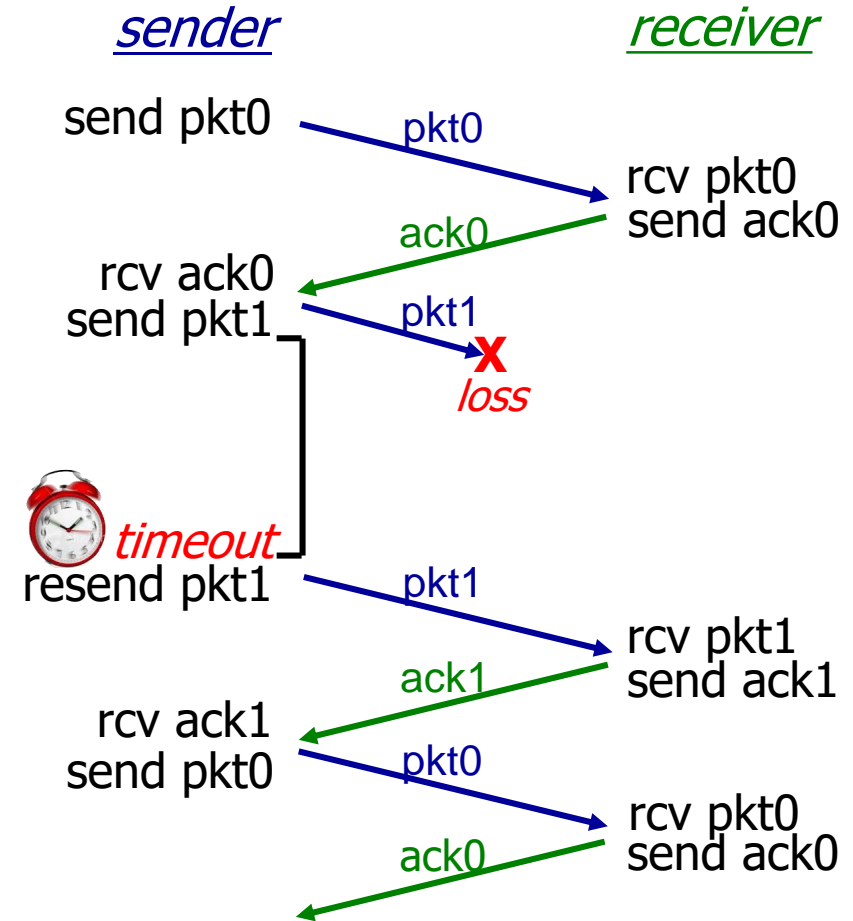 sender
receiver
send pkt0
pkt0
rcv pkt0
send ack0
ack0
rcv ack0
send pkt1
pkt1
X
loss
timeout
resend pkt1
pkt1
rcv pkt1
send ack1
ack1
rcv ack1
send pkt0
pkt0
rcv pkt0
send ack0
ack0